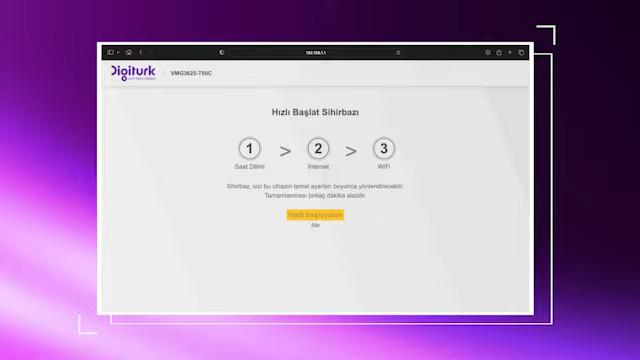 192.168.1.1
Digiturk
VMG3625-T50C
Hızlı Başlat Sihirbazı
1 > 2 > 3
Saat Dilimi İnternet WiFi
Sihirbaz, sizi bu cihazın temel ayarları boyunca yönlendirecektir.
Tamamlanması birkaç dakika alabilir.
Hadi başlayalım
Atla